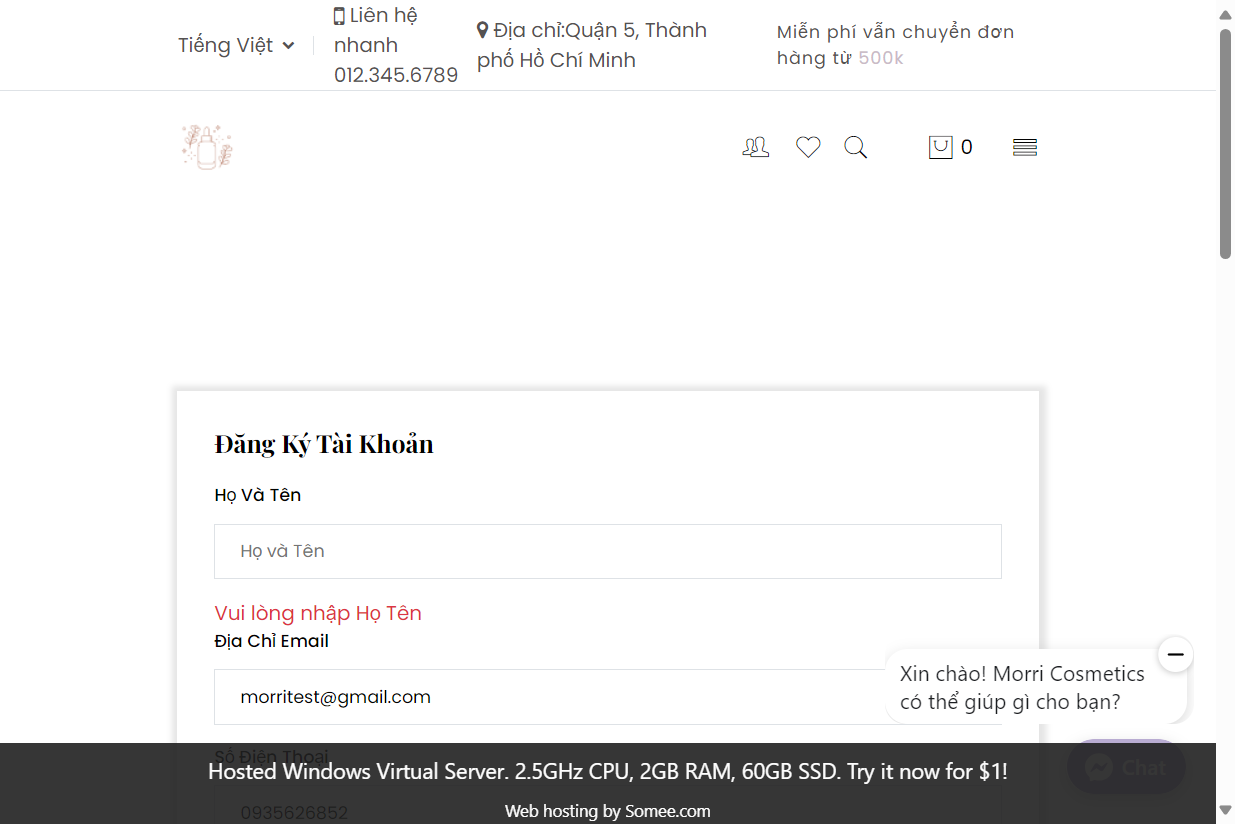 Tiếng Việt
Liên hệ
nhanh
012.345.6789
Địa chỉ:Quận 5, Thành
phố Hồ Chí Minh
Miễn phí vẫn chuyển đơn
hàng từ 500k
0
Đăng Ký Tài Khoản
Họ Và Tên
Họ và Tên
Vui lòng nhập Họ Tên
Địa Chỉ Email
morritest@gmail.com
Xin chào! Morri Cosmetics
có thể giúp gì cho bạn?
Số Điện Thoại
Hosted Windows Virtual Server. 2.5GHz CPU, 2GB RAM, 60GB SSD. Try it now for $1!
Chat
0935626852
Web hosting by Somee.com